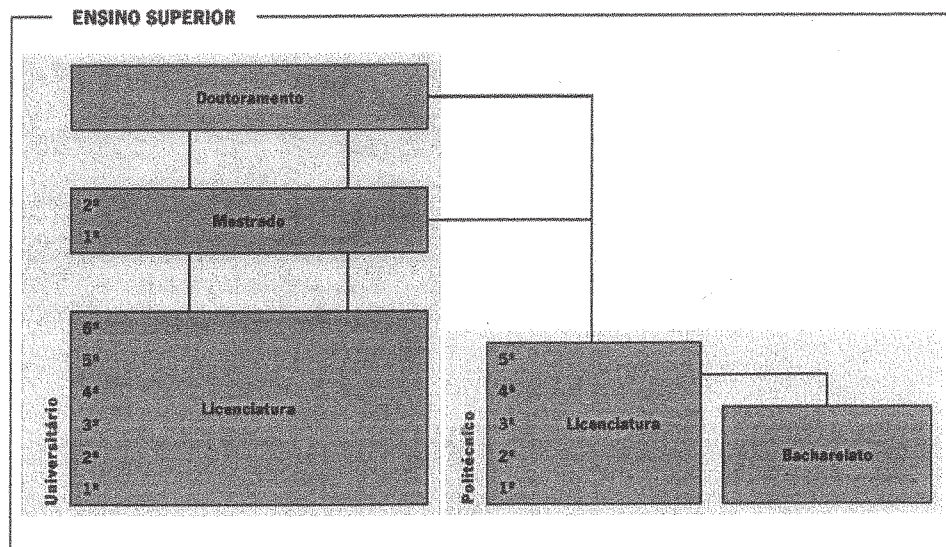 ENSINO SUPERIOR
Doutoramento
2º
Mestrado
1º
6º
5º
4º
Licenciatura
3º
2º
1º
Universitário
5º
4º
3º
Licenciatura
2º
1º
Politécnico
Bacharelato